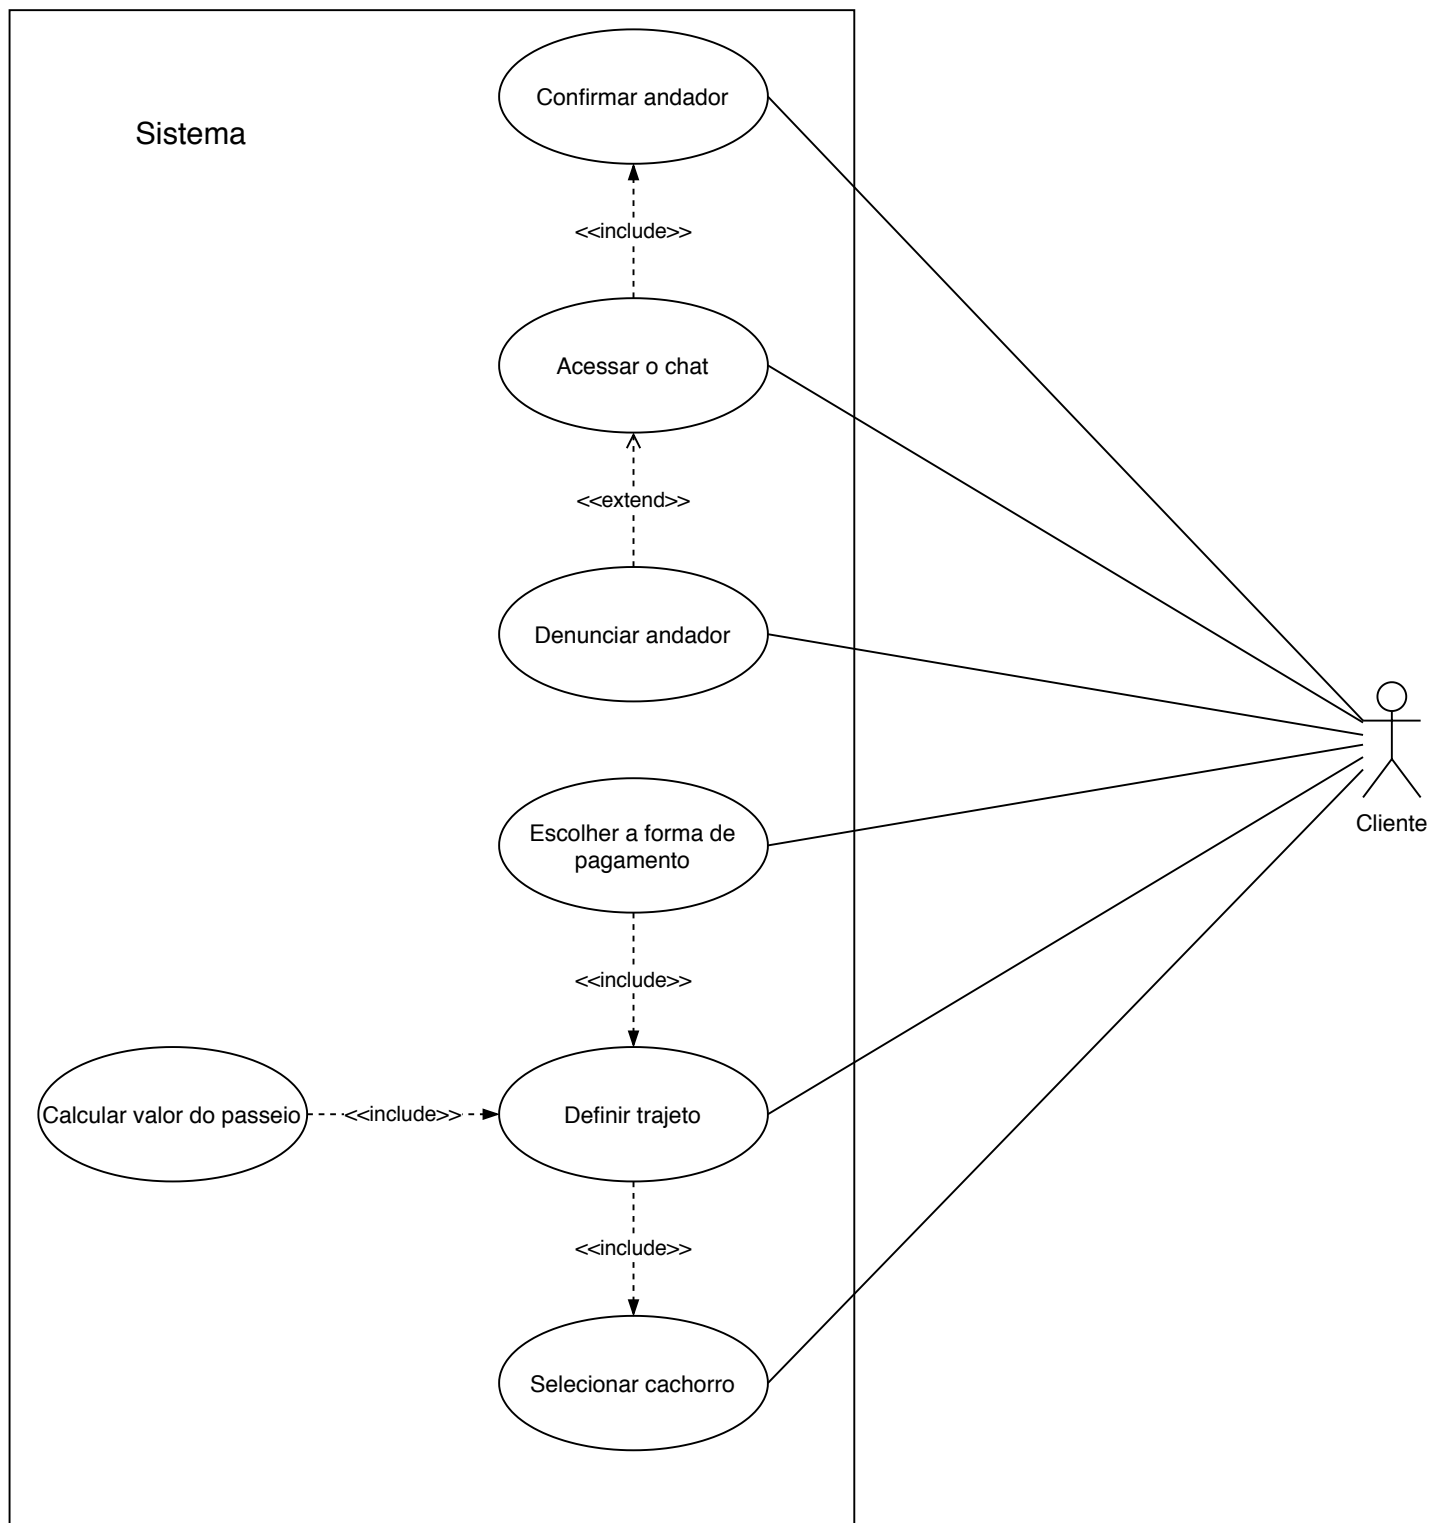 Confirmar andador
Sistema
<<include>>
Acessar o chat
<<extend>>
Denunciar andador
Escolher a forma de
pagamento
Cliente
<<include>>
Calcular valor do passeio
<<include>>
Definir trajeto
<<include>>
Selecionar cachorro